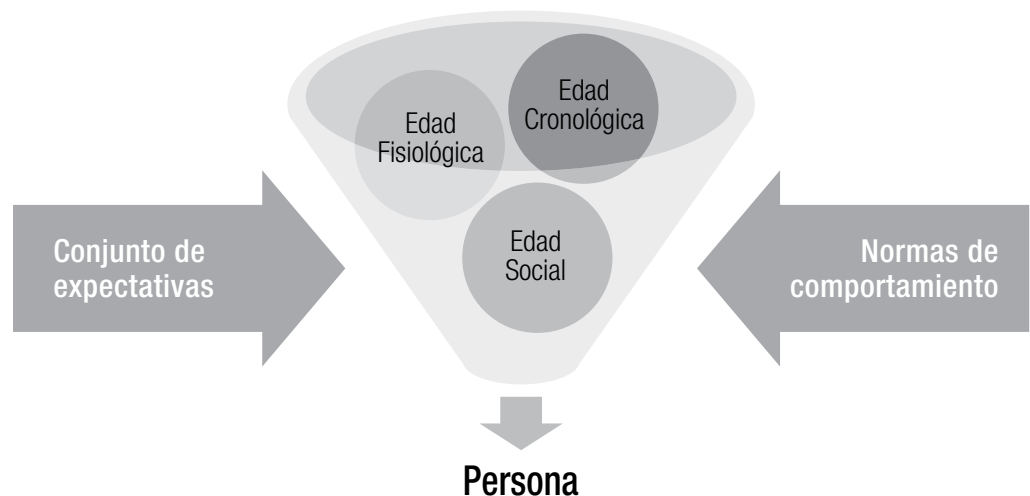 Edad
Cronológica
Edad
Fisiológica
Edad
Social
Conjunto de
expectativas
Normas de
comportamiento
Persona